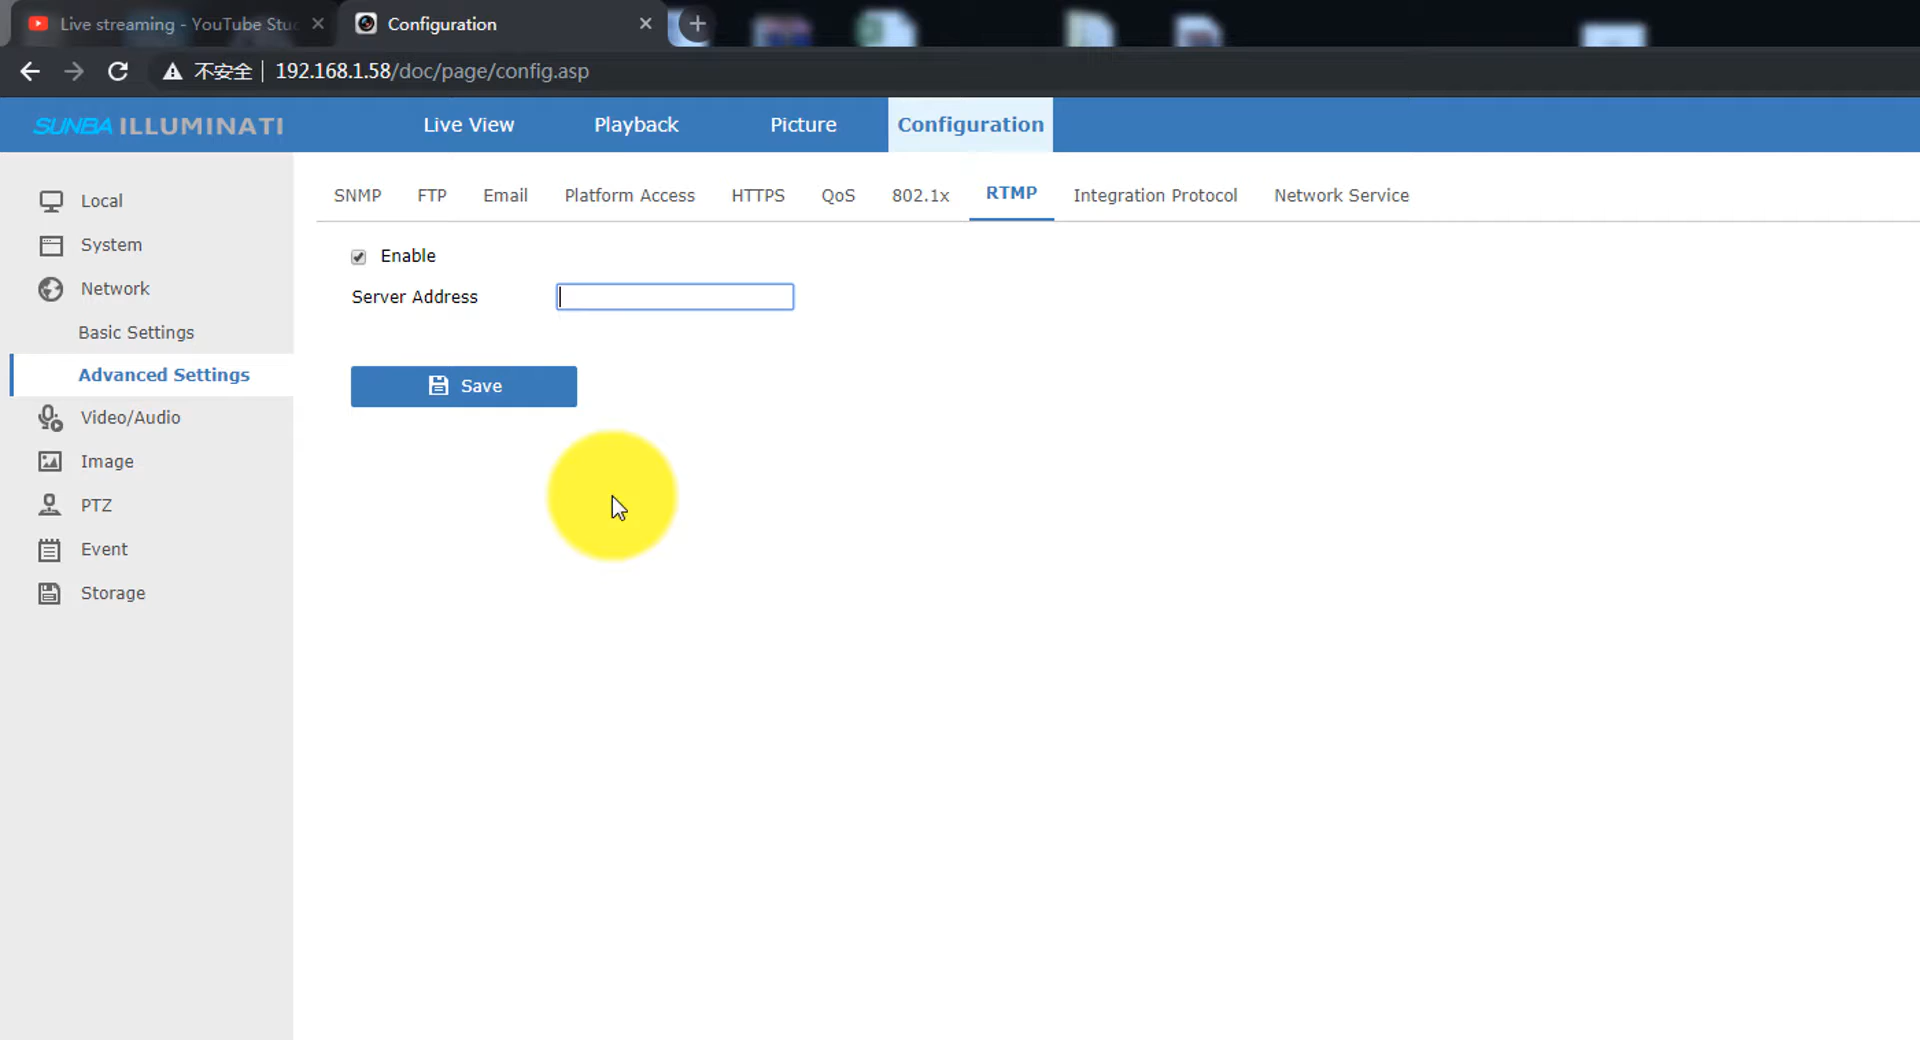 Live streaming - YouTube Stu
Configuration
不安全 | 192.168.1.58/doc/page/config.asp
SUNBA ILLUMINATI
Live View
Playback
Picture
Configuration
Local
System
Network
Basic Settings
Advanced Settings
Video/Audio
Image
PTZ
Event
Storage
SNMP
FTP
Email
Platform Access
HTTPS
QoS
802.1x
RTMP
Integration Protocol
Network Service
Enable
Server Address
Save